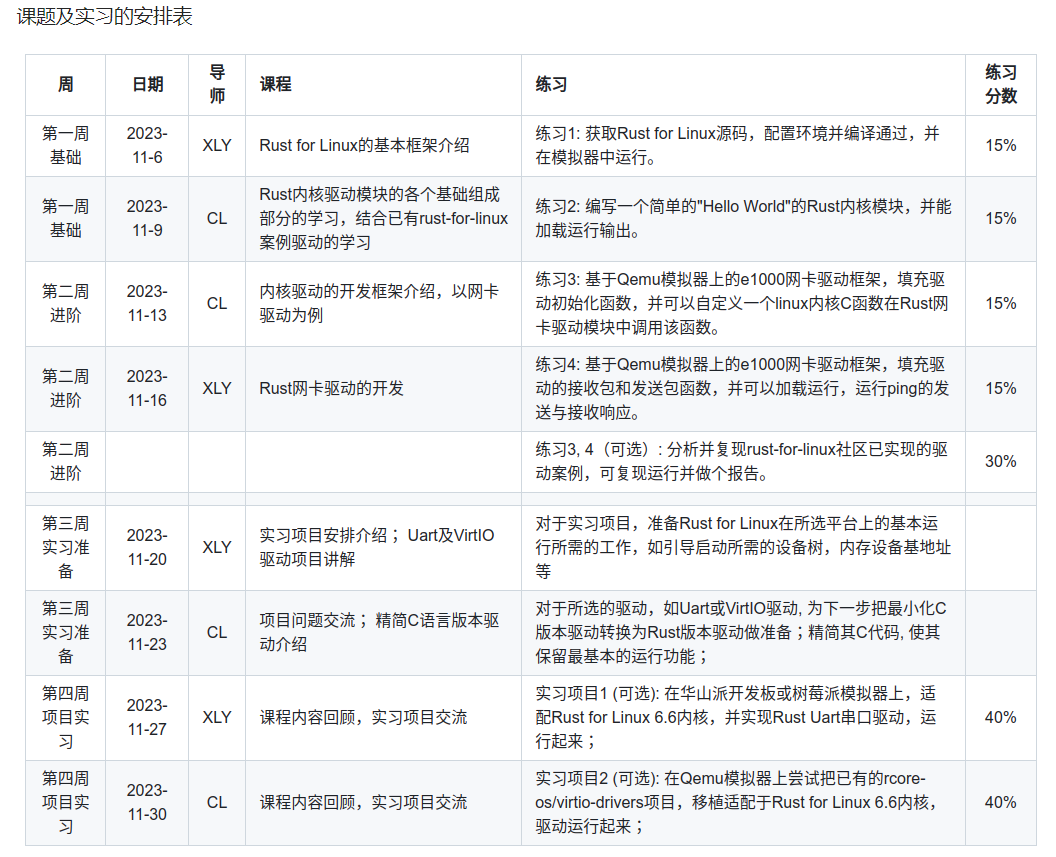 课题及实习的安排表
周 日期 导师 课程 练习 练习分数
第一周基础 2023-11-6 XLY Rust for Linux的基本框架介绍 练习1: 获取Rust for Linux源码，配置环境并编译通过，并在模拟器中运行。 15%
第一周基础 2023-11-9 CL Rust内核驱动模块的各个基础组成部分的学习，结合已有rust-for-linux案例驱动的学习 练习2: 编写一个简单的"Hello World"的Rust内核模块，并能加载运行输出。 15%
第二周进阶 2023-11-13 CL 内核驱动的开发框架介绍，以网卡驱动为例 练习3: 基于Qemu模拟器上的e1000网卡驱动框架，填充驱动初始化函数，并可以自定义一个linux内核C函数在Rust网卡驱动模块中调用该函数。 15%
第二周进阶 2023-11-16 XLY Rust网卡驱动的开发 练习4: 基于Qemu模拟器上的e1000网卡驱动框架，填充驱动的接收包和发送包函数，并可以加载运行，运行ping的发送与接收响应。 15%
第二周进阶 练习3, 4（可选）: 分析并复现rust-for-linux社区已实现的驱动案例，可复现运行并做个报告。 30%
第三周实习准备 2023-11-20 XLY 实习项目安排介绍； Uart及VirtIO驱动项目讲解 对于实习项目，准备Rust for Linux在所选平台上的基本运行所需的工作，如引导启动所需的设备树，内存设备基地址等
第三周实习准备 2023-11-23 CL 项目问题交流； 精简C语言版本驱动介绍 对于所选的驱动，如Uart或VirtIO驱动, 为下一步把最小化C版本驱动转换为Rust版本驱动做准备；精简其C代码, 使其保留最基本的运行功能；
第四周项目实习 2023-11-27 XLY 课程内容回顾，实习项目交流 实习项目1 (可选): 在华山派开发板或树莓派模拟器上，适配Rust for Linux 6.6内核，并实现Rust Uart串口驱动，运行起来； 40%
第四周项目实习 2023-11-30 CL 课程内容回顾，实习项目交流 实习项目2 (可选): 在Qemu模拟器上尝试把已有的rcore-os/virtio-drivers项目，移植适配于Rust for Linux 6.6内核，驱动运行起来； 40%